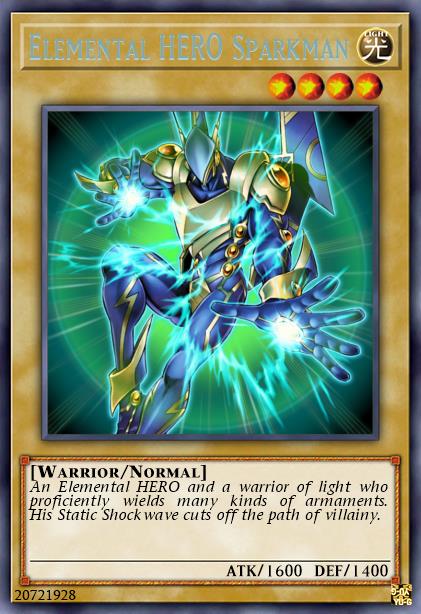 ELEMENTAL HERO SPARKMAN
LIGHT
光
[WARRIOR/NORMAL]
An Elemental HERO and a warrior of light who
proficiently wields many kinds of armaments.
His Static Shockwave cuts off the path of villainy.
ATK/1600 DEF/1400
20721928